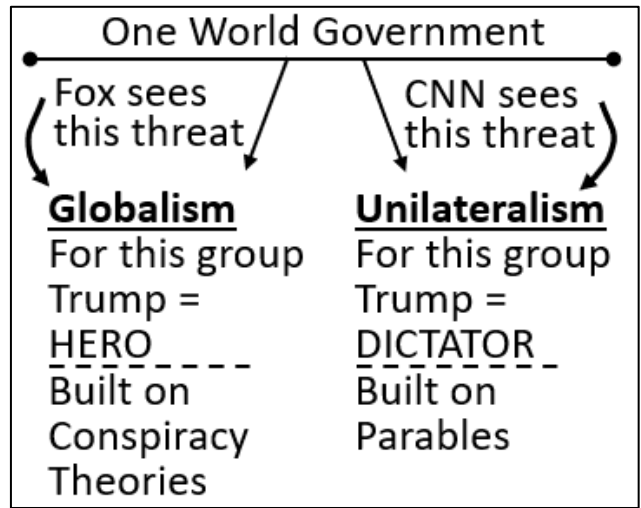 One World Government
Fox sees
this threat
CNN sees
this threat
Globalism
For this group
Trump =
HERO
Built on
Conspiracy
Theories
Unilateralism
For this group
Trump =
DICTATOR
Built on
Parables